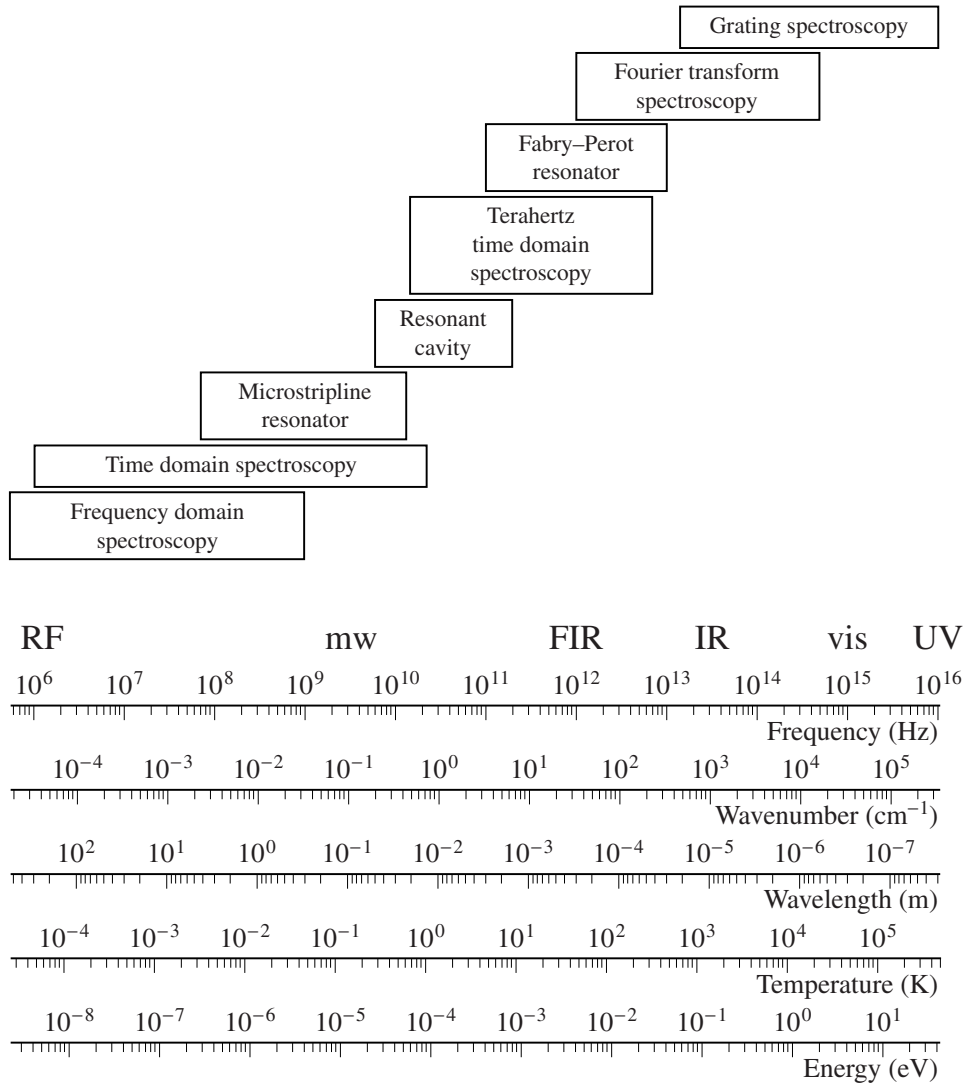 Grating spectroscopy
Fourier transform
spectroscopy
Fabry–Perot
resonator
Terahertz
time domain
spectroscopy
Resonant
cavity
Microstripline
resonator
Time domain spectroscopy
Frequency domain
spectroscopy
RF mw FIR IR vis UV
10⁶ 10⁷ 10⁸ 10⁹ 10¹⁰ 10¹¹ 10¹² 10¹³ 10¹⁴ 10¹⁵ 10¹⁶
Frequency (Hz)
10⁻⁴ 10⁻³ 10⁻² 10⁻¹ 10⁰ 10¹ 10² 10³ 10⁴ 10⁵
Wavenumber (cm⁻¹)
10² 10¹ 10⁰ 10⁻¹ 10⁻² 10⁻³ 10⁻⁴ 10⁻⁵ 10⁻⁶ 10⁻⁷
Wavelength (m)
10⁻⁴ 10⁻³ 10⁻² 10⁻¹ 10⁰ 10¹ 10² 10³ 10⁴ 10⁵
Temperature (K)
10⁻⁸ 10⁻⁷ 10⁻⁶ 10⁻⁵ 10⁻⁴ 10⁻³ 10⁻² 10⁻¹ 10⁰ 10¹
Energy (eV)